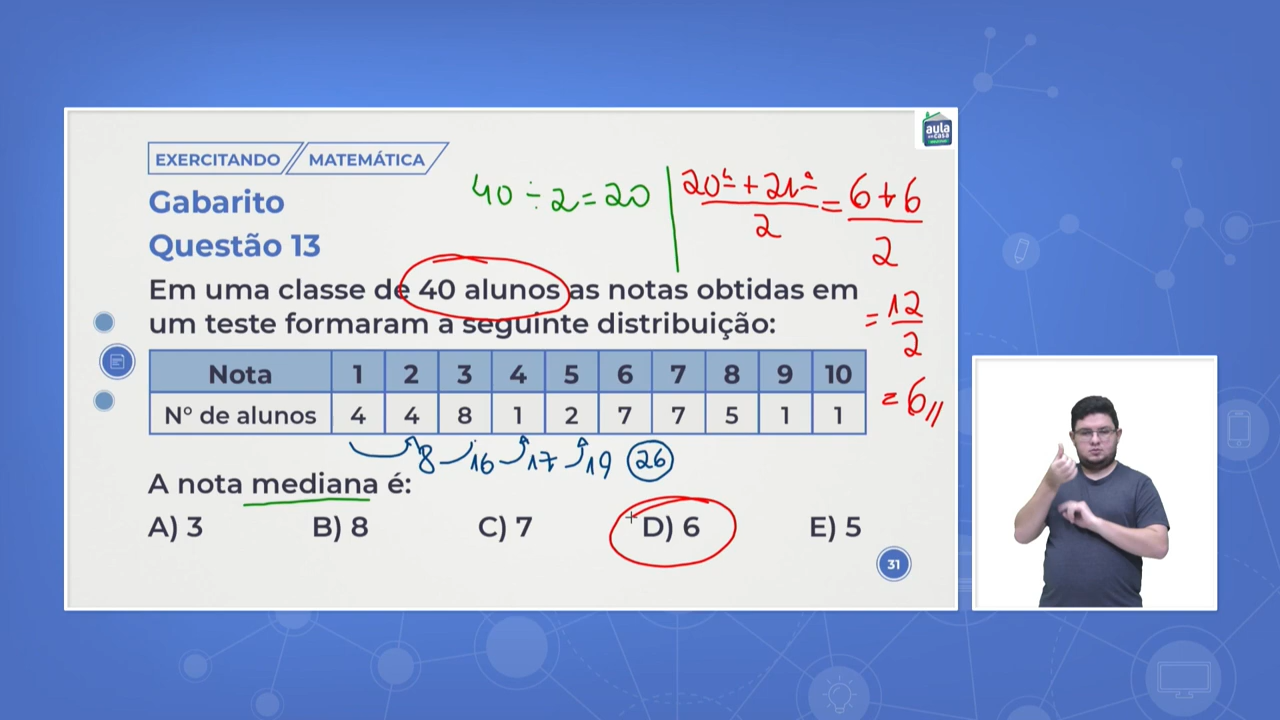 aula
em casa
EXERCITANDO MATEMÁTICA
Gabarito
Questão 13
40 ÷ 2 = 20
20ª + 21ª / 2 = 6 + 6 / 2
= 12 / 2
= 6 //
Em uma classe de 40 alunos as notas obtidas em
um teste formaram a seguinte distribuição:
Nota 1 2 3 4 5 6 7 8 9 10
Nº de alunos 4 4 8 1 2 7 7 5 1 1
8 16 17 19 26
A nota mediana é:
A) 3 B) 8 C) 7 D) 6 E) 5
31